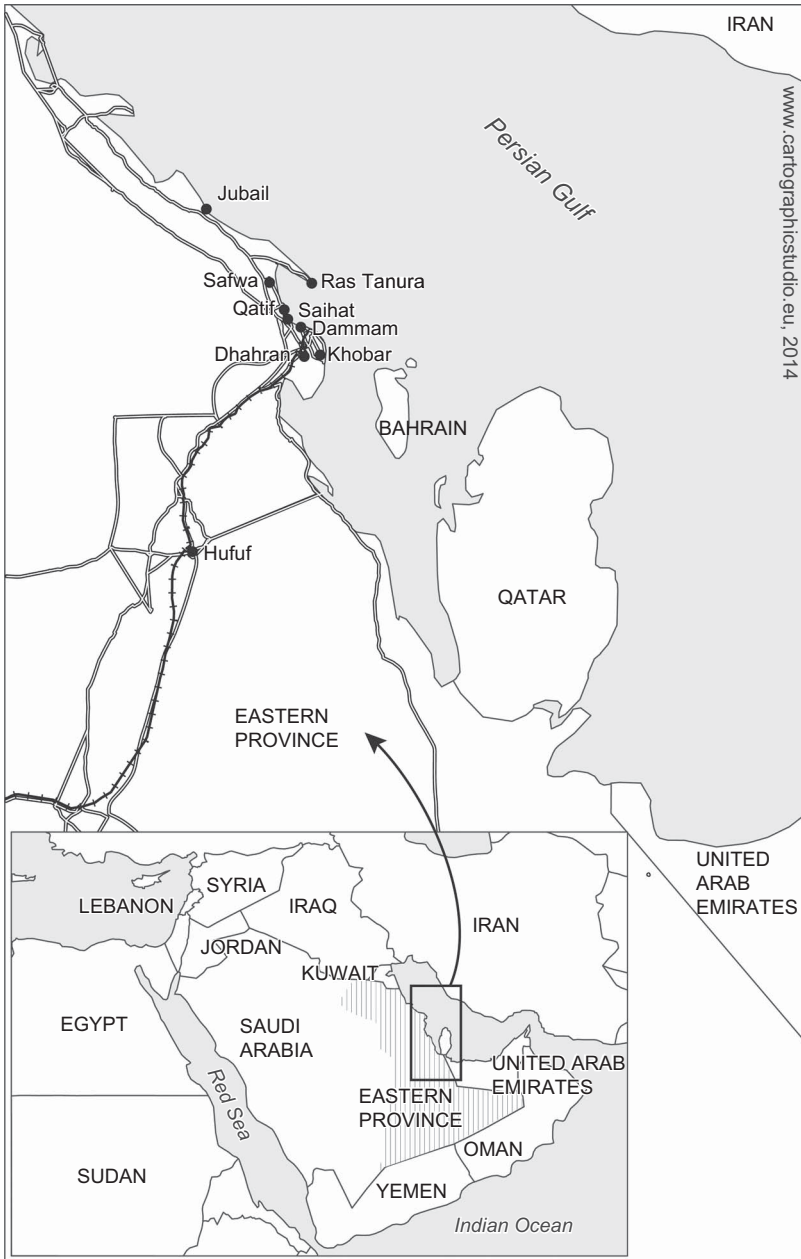 IRAN
www.cartographicstudio.eu, 2014
Persian Gulf
Jubail
Safwa
Ras Tanura
Qatif
Saihat
Dammam
Dhahran
Khobar
BAHRAIN
Hufuf
QATAR
EASTERN
PROVINCE
UNITED
ARAB
EMIRATES
SYRIA
LEBANON
IRAQ
IRAN
JORDAN
KUWAIT
EGYPT
SAUDI
ARABIA
Red Sea
UNITED ARAB
EMIRATES
EASTERN
PROVINCE
OMAN
SUDAN
YEMEN
Indian Ocean